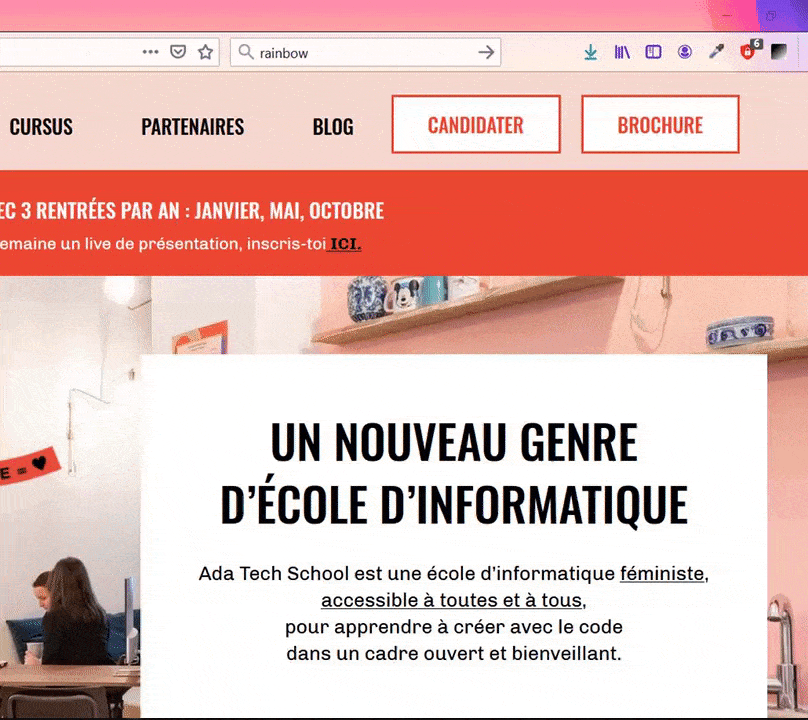 rainbow
6
CURSUS PARTENAIRES BLOG CANDIDATER BROCHURE
EC 3 RENTRÉES PAR AN : JANVIER, MAI, OCTOBRE
emaine un live de présentation, inscris-toi ICI.
E = ♥
UN NOUVEAU GENRE
D’ÉCOLE D’INFORMATIQUE
Ada Tech School est une école d'informatique féministe,
accessible à toutes et à tous,
pour apprendre à créer avec le code
dans un cadre ouvert et bienveillant.